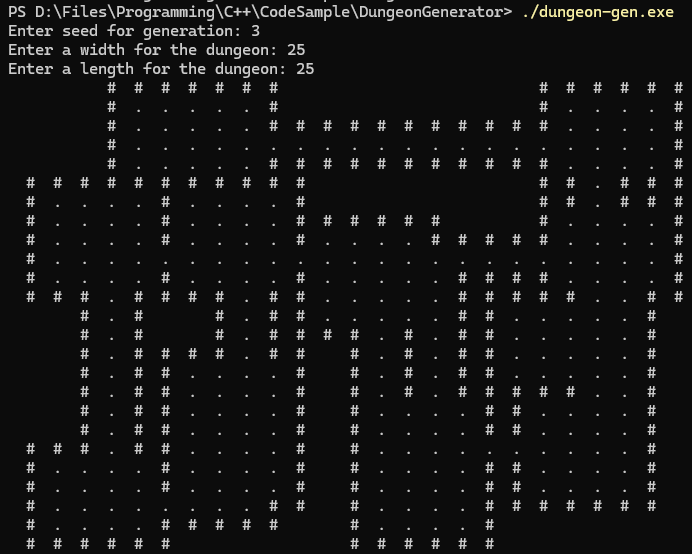 PS D:\Files\Programming\C++\CodeSample\DungeonGenerator> ./dungeon-gen.exe
Enter seed for generation: 3
Enter a width for the dungeon: 25
Enter a length for the dungeon: 25
           #  #  #  #  #  #  #                             #  #  #  #  #  #
           #  .  .  .  .  .  #                             #  .  .  .  .  #
           #  .  .  .  .  .  #  #  #  #  #  #  #  #  #  #  #  .  .  .  .  #
           #  .  .  .  .  .  .  .  .  .  .  .  .  .  .  .  .  .  .  .  .  #
           #  .  .  .  .  .  #  #  #  #  #  #  #  #  #  #  #  .  .  .  .  #
  #  #  #  #  #  #  #  #  #  #  #                          #  #  .  #  #  #
  #  .  .  .  .  #  .  .  .  .  #                          #  #  .  #  #  #
  #  .  .  .  .  #  .  .  .  .  #  #  #  #  #  #           #  .  .  .  .  #
  #  .  .  .  .  #  .  .  .  .  #  .  .  .  .  #  #  #  #  #  .  .  .  .  #
  #  .  .  .  .  .  .  .  .  .  .  .  .  .  .  .  .  .  .  .  .  .  .  .  #
  #  .  .  .  .  #  .  .  .  .  #  .  .  .  .  .  #  #  #  #  .  .  .  .  #
  #  #  #  .  #  #  #  #  .  #  #  .  .  .  .  .  #  #  #  #  #  .  .  #  #
        #  .  #        #  .  #  #  .  .  .  .  .  #  #  .  .  .  .  .  #
        #  .  #        #  .  #  #  #  #  .  #  .  #  #  .  .  .  .  .  #
        #  .  #  #  #  #  .  #  #     #  .  #  .  #  #  .  .  .  .  .  #
        #  .  #  #  .  .  .  .  #     #  .  #  .  #  #  .  .  .  .  .  #
        #  .  #  #  .  .  .  .  #     #  .  #  .  #  #  #  #  #  .  .  #
        #  .  #  #  .  .  .  .  #     #  .  .  .  .  #  #  .  .  .  .  #
        #  .  #  #  .  .  .  .  #     #  .  .  .  .  #  #  .  .  .  .  #
  #  #  #  .  #  #  .  .  .  .  #     #  .  .  .  .  .  .  .  .  .  .  #
  #  .  .  .  .  #  .  .  .  .  #     #  .  .  .  .  #  #  .  .  .  .  #
  #  .  .  .  .  #  .  .  .  .  #     #  .  .  .  .  #  #  .  .  .  .  #
  #  .  .  .  .  .  .  .  .  #  #     #  .  .  .  .  #  #  #  #  #  #  #
  #  .  .  .  .  #  #  #  #  #        #  .  .  .  .  #
  #  #  #  #  #  #                    #  #  #  #  #  #